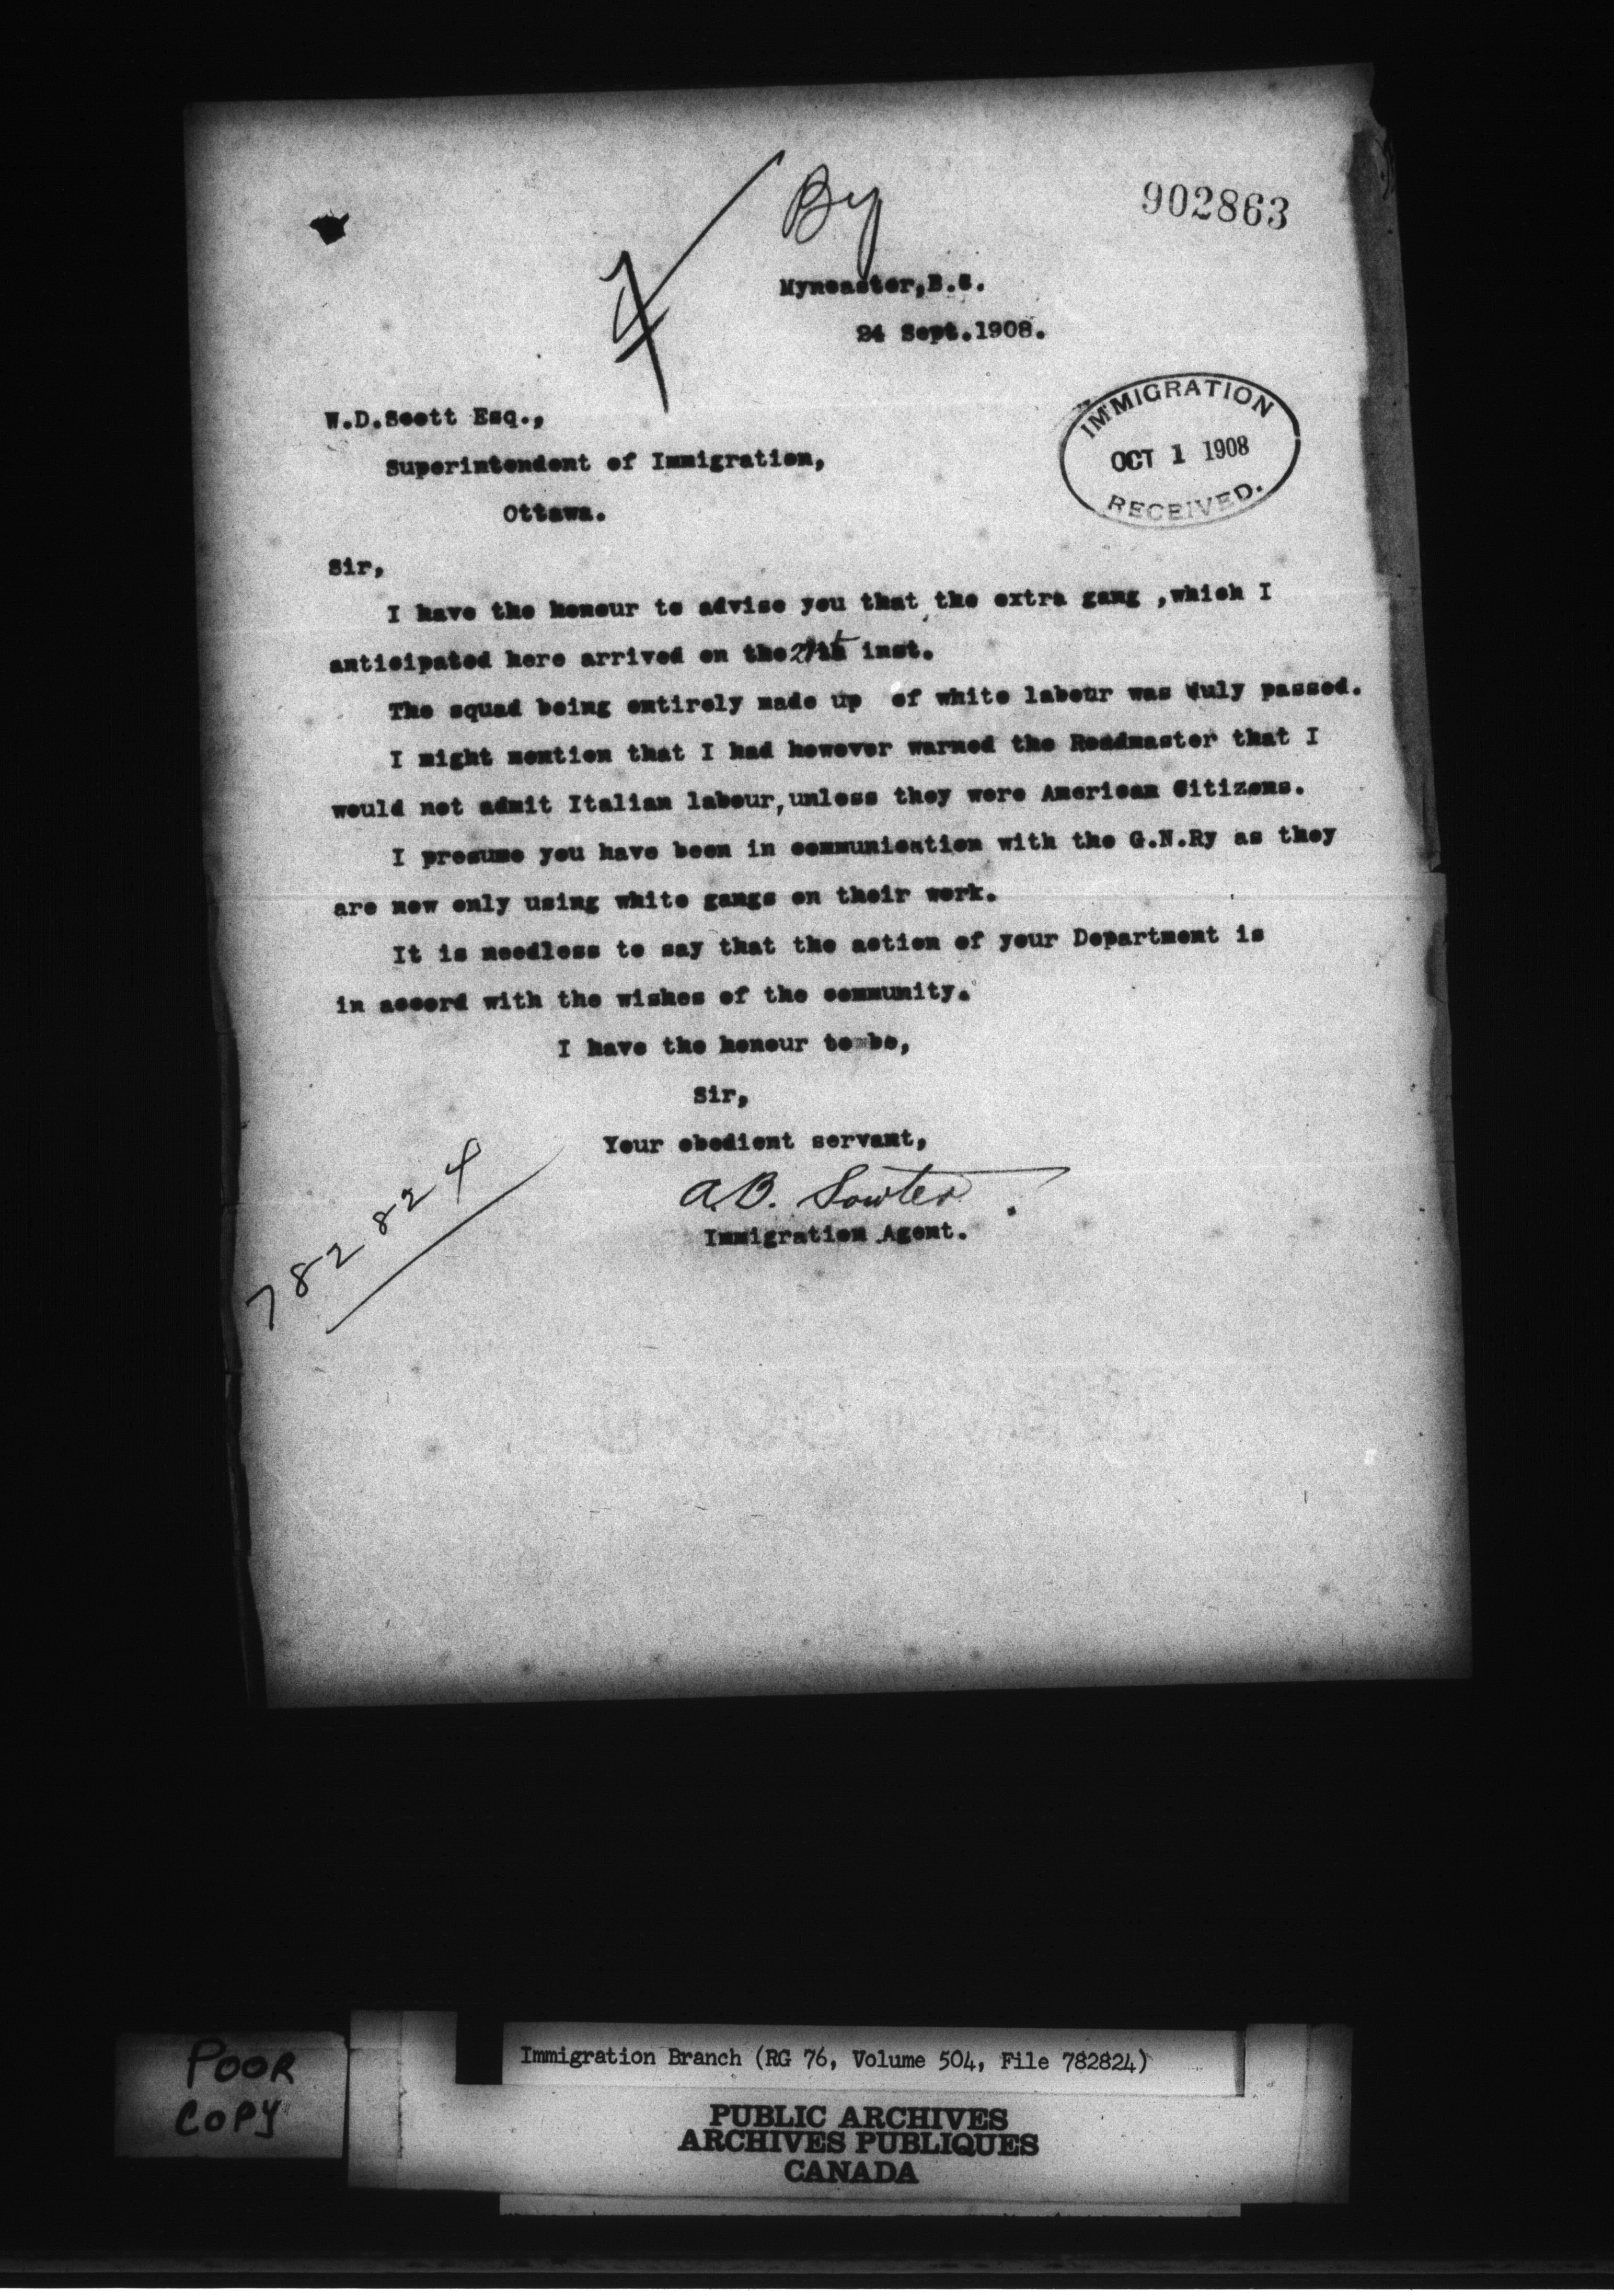 By
902863
Myncaster,B.C.
24 Sept.1908.
W.D.Scott Esq.,
Superintendent of Immigration,
Ottawa.
IMMIGRATION
OCT 1 1908
RECEIVED.
Sir,
I have the honour to advise you that the extra gang ,which I
anticipated here arrived on the inst.
The squad being entirely made up of white labour was duly passed.
I might mention that I had however warned the Roadmaster that I
would not admit Italian labour,unless they were American Citizens.
I presume you have been in communication with the G.N.Ry as they
are now only using white gangs on their work.
It is needless to say that the action of your Department is
in accord with the wishes of the community.
I have the honour to be,
Sir,
Your obedient servant,
A.B. Sowter.
Immigration Agent.
782824
POOR
COPY
Immigration Branch (RG 76, Volume 504, File 782824)
PUBLIC ARCHIVES
ARCHIVES PUBLIQUES
CANADA